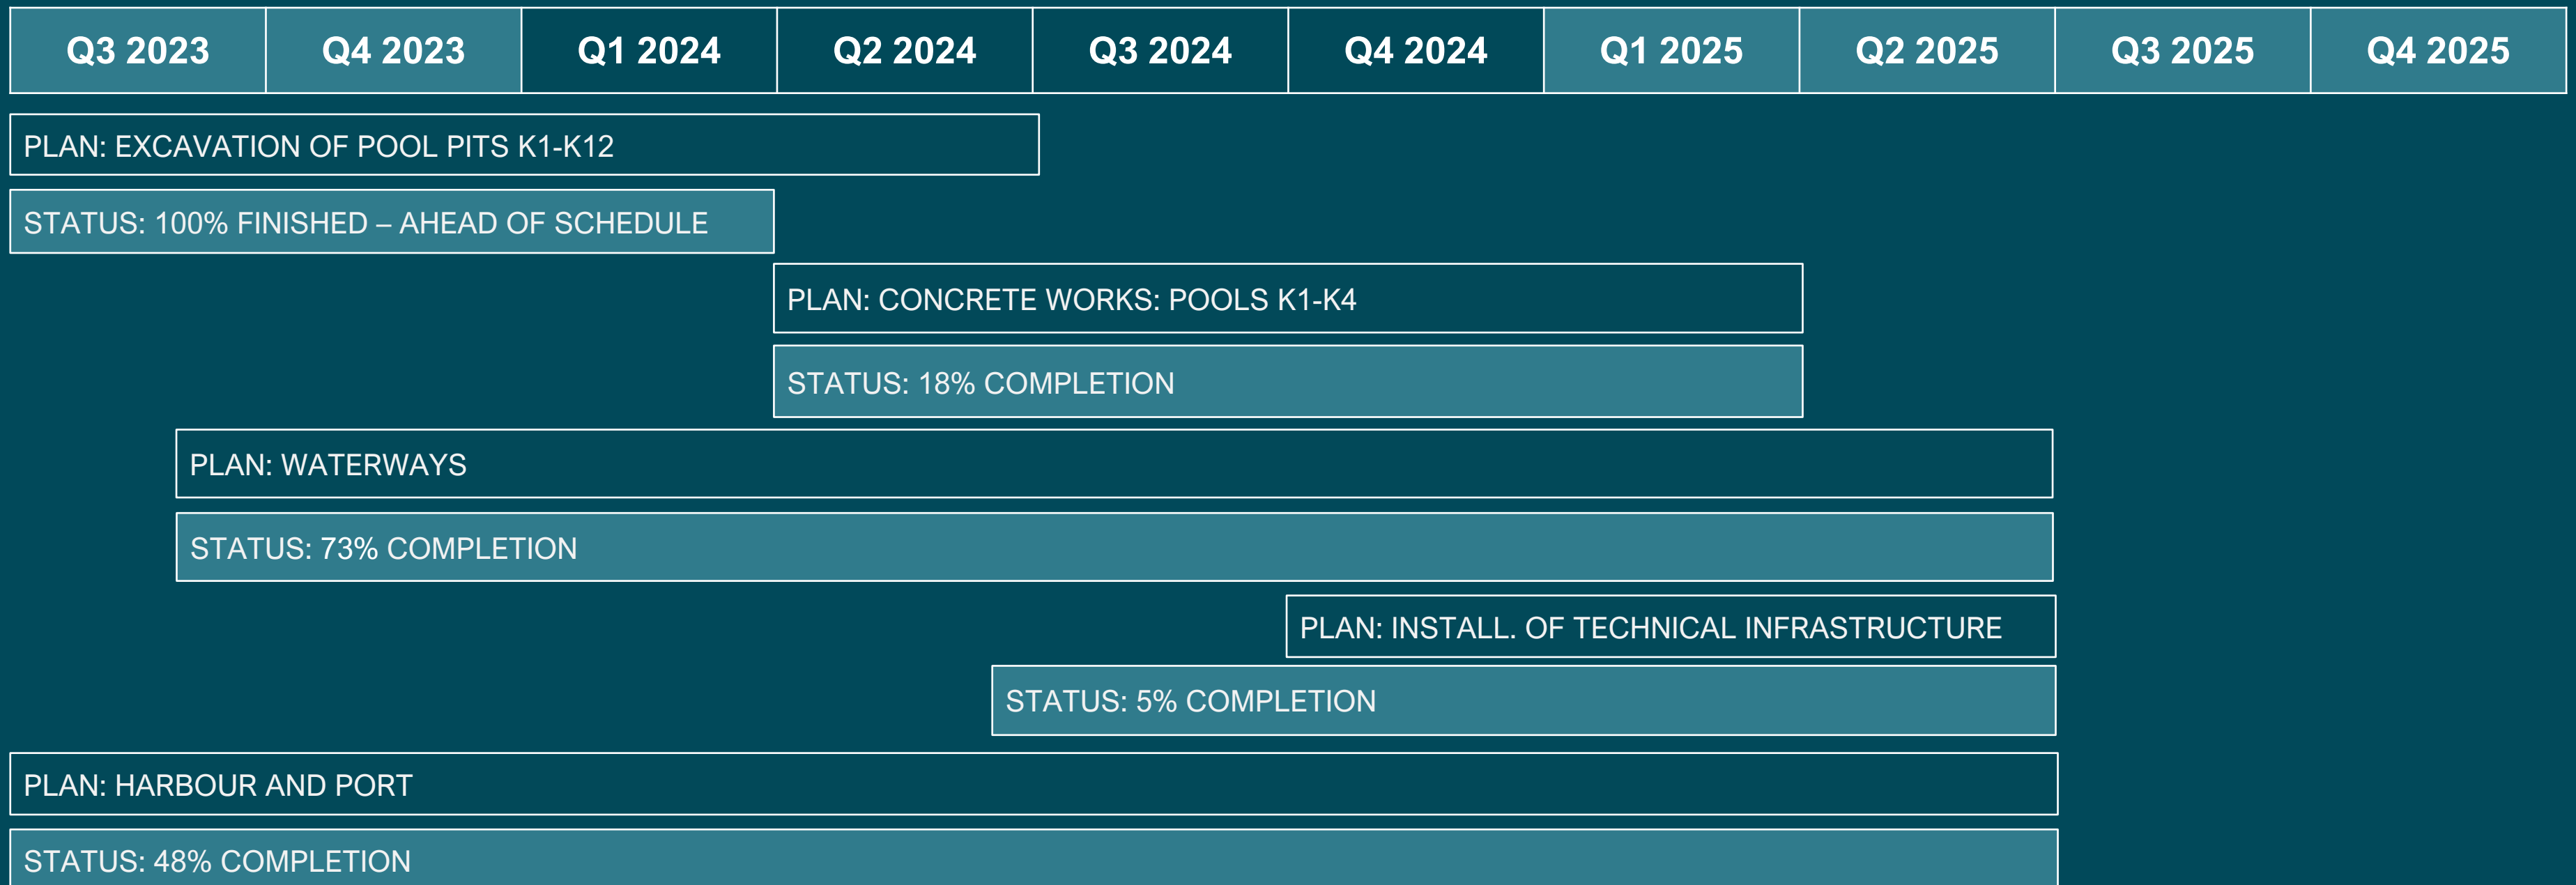 Q3 2023 Q4 2023 Q1 2024 Q2 2024 Q3 2024 Q4 2024 Q1 2025 Q2 2025 Q3 2025 Q4 2025
PLAN: EXCAVATION OF POOL PITS K1-K12
STATUS: 100% FINISHED – AHEAD OF SCHEDULE
PLAN: CONCRETE WORKS: POOLS K1-K4
STATUS: 18% COMPLETION
PLAN: WATERWAYS
STATUS: 73% COMPLETION
PLAN: INSTALL. OF TECHNICAL INFRASTRUCTURE
STATUS: 5% COMPLETION
PLAN: HARBOUR AND PORT
STATUS: 48% COMPLETION